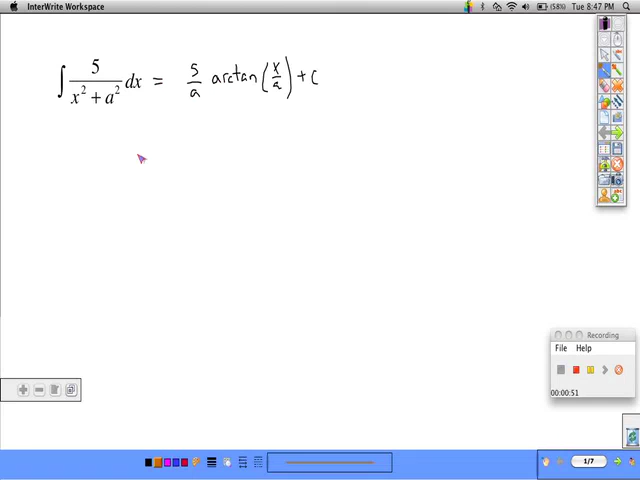 InterWrite Workspace (58%) Tue 8:47 PM
∫ 5/(x² + a²) dx = 5/a arctan(x/a) + C
Recording
File Help
00:00:51
1/7